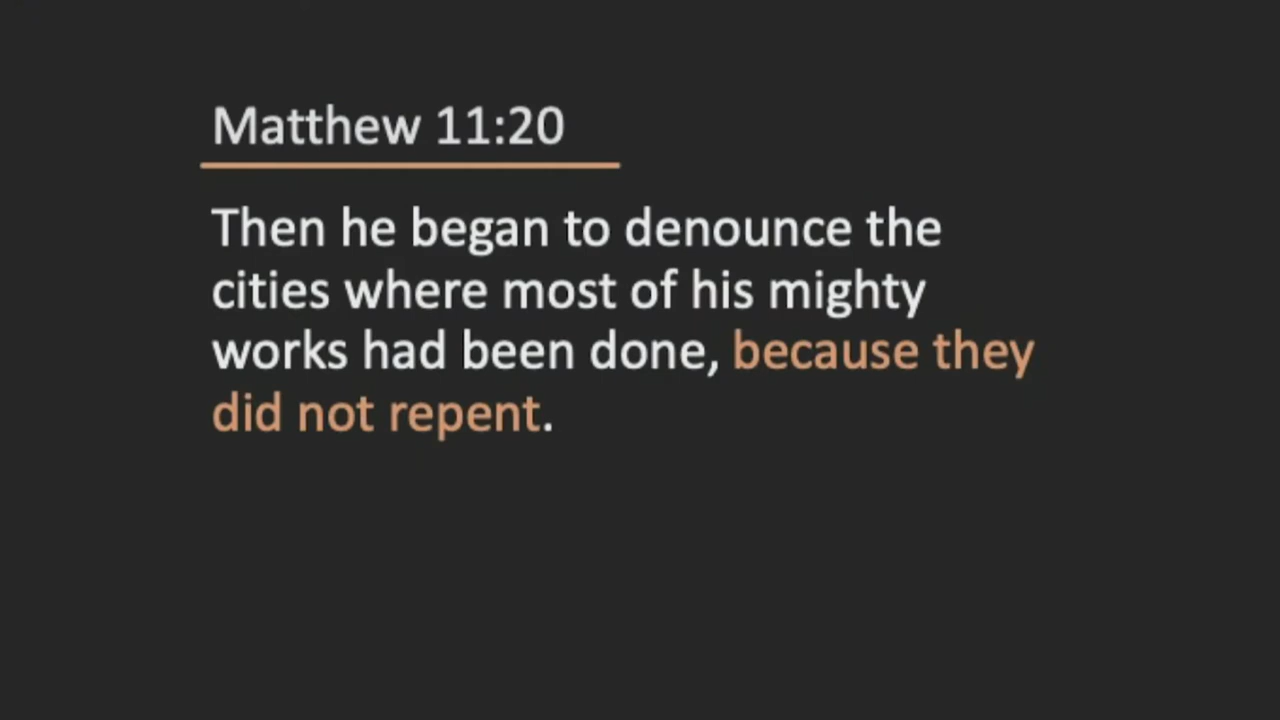 Matthew 11:20
Then he began to denounce the
cities where most of his mighty
works had been done, because they
did not repent.